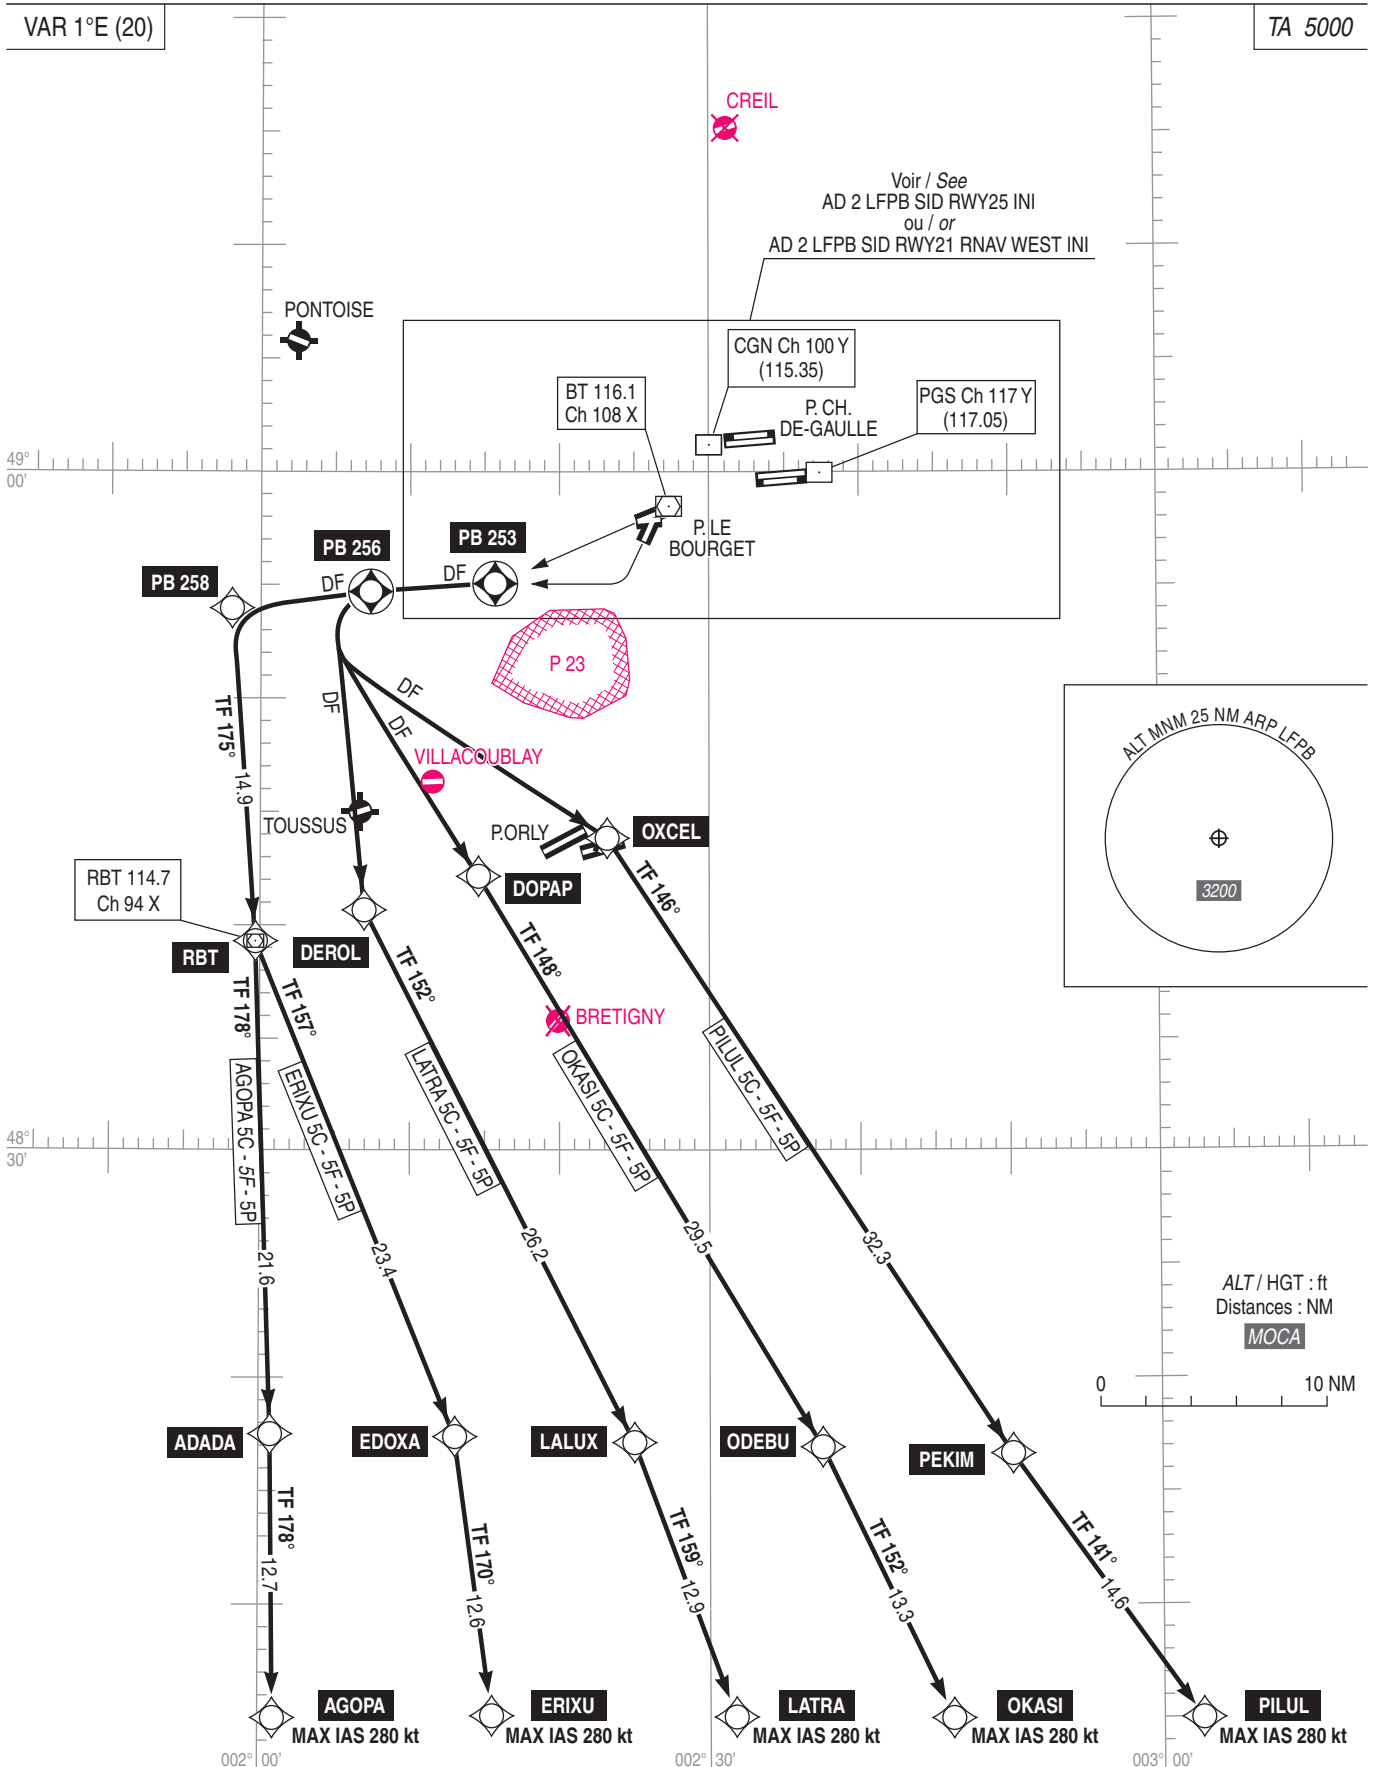 VAR 1°E (20)
TA 5000
CREIL
Voir / See
AD 2 LFPB SID RWY25 INI
ou / or
AD 2 LFPB SID RWY21 RNAV WEST INI
PONTOISE
CGN Ch 100 Y
(115.35)
BT 116.1
Ch 108 X
P. CH.
DE-GAULLE
PGS Ch 117 Y
(117.05)
49°
00'
P. LE
BOURGET
PB 253
PB 256
PB 258
DF
DF
P 23
DF
DF
DF
TF 175°
14.9
VILLACOUBLAY
TOUSSUS
P.ORLY
OXCEL
ALT MNM 25 NM ARP LFPB
3200
RBT 114.7
Ch 94 X
DOPAP
RBT
DEROL
TF 146°
TF 148°
TF 152°
TF 178°
TF 157°
BRETIGNY
AGOPA 5C - 5F - 5P
ERIXU 5C - 5F - 5P
LATRA 5C - 5F - 5P
OKASI 5C - 5F - 5P
PILUL 5C - 5F - 5P
48°
30'
21.6
23.4
26.2
29.5
32.3
ALT / HGT : ft
Distances : NM
MOCA
0
10 NM
ADADA
EDOXA
LALUX
ODEBU
PEKIM
TF 178°
12.7
TF 170°
12.6
TF 159°
12.9
TF 152°
13.3
TF 141°
14.6
AGOPA
MAX IAS 280 kt
ERIXU
MAX IAS 280 kt
LATRA
MAX IAS 280 kt
OKASI
MAX IAS 280 kt
PILUL
MAX IAS 280 kt
002° 00'
002° 30'
003° 00'